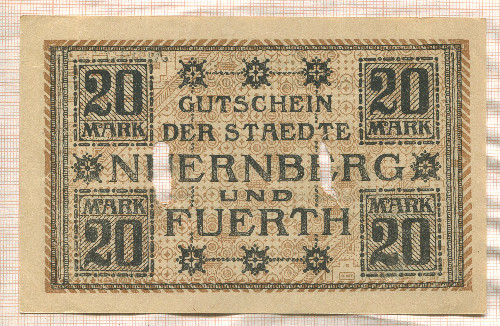 20 MARK
20 MARK
GUTSCHEIN
DER STAEDTE
NUERNBERG
UND
FUERTH
MARK 20
MARK 20